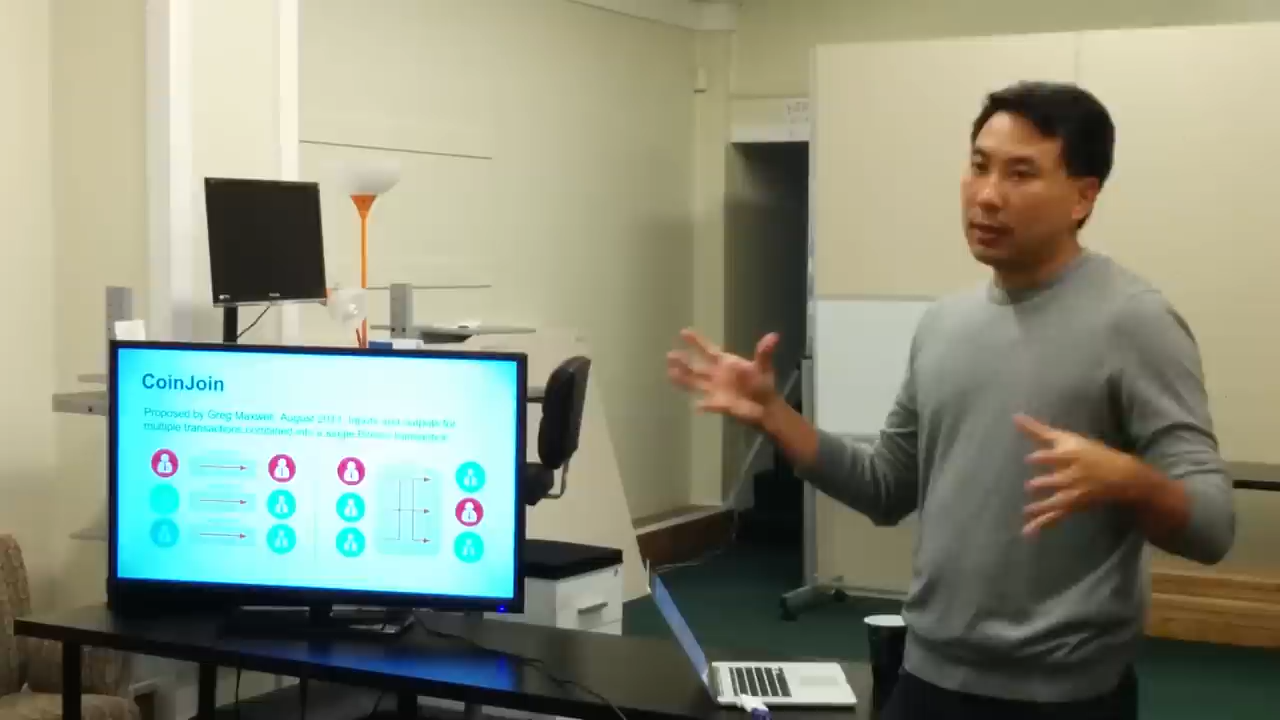 CoinJoin
Proposed by Greg Maxwell, August 2013. Inputs and outputs for
multiple transactions combined into a single Bitcoin transaction.